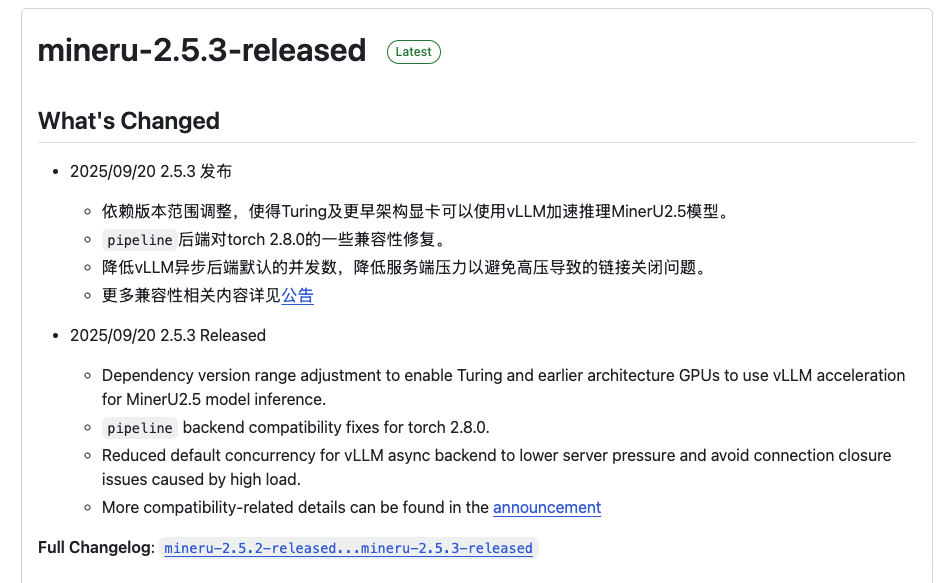 mineru-2.5.3-released Latest
What's Changed
2025/09/20 2.5.3 发布
依赖版本范围调整，使得Turing及更早架构显卡可以使用vLLM加速推理MinerU2.5模型。
pipeline后端对torch 2.8.0的一些兼容性修复。
降低vLLM异步后端默认的并发数，降低服务端压力以避免高压导致的链接关闭问题。
更多兼容性相关内容详见公告
2025/09/20 2.5.3 Released
Dependency version range adjustment to enable Turing and earlier architecture GPUs to use vLLM acceleration
for MinerU2.5 model inference.
pipeline backend compatibility fixes for torch 2.8.0.
Reduced default concurrency for vLLM async backend to lower server pressure and avoid connection closure
issues caused by high load.
More compatibility-related details can be found in the announcement
Full Changelog: mineru-2.5.2-released...mineru-2.5.3-released